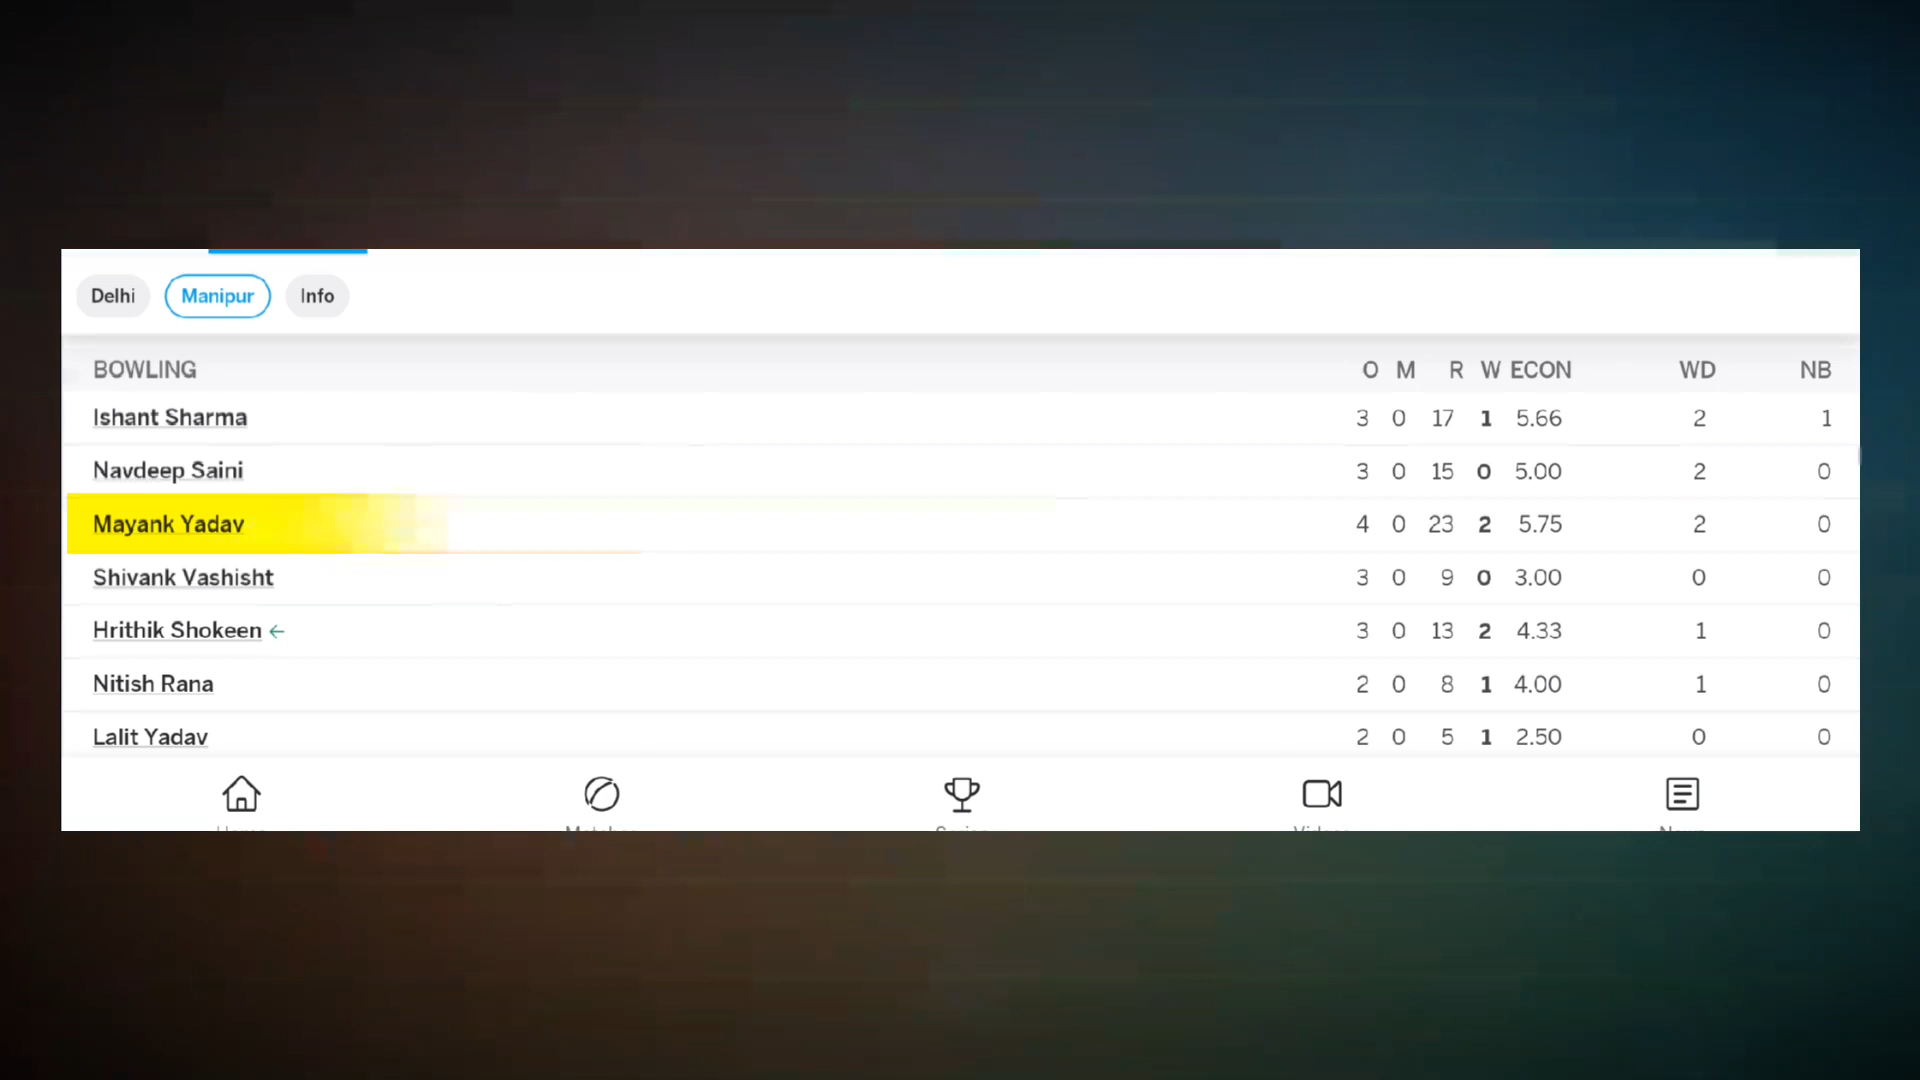 Delhi Manipur Info
BOWLING O M R W ECON WD NB
Ishant Sharma 3 0 17 1 5.66 2 1
Navdeep Saini 3 0 15 0 5.00 2 0
Mayank Yadav 4 0 23 2 5.75 2 0
Shivank Vashisht 3 0 9 0 3.00 0 0
Hrithik Shokeen ← 3 0 13 2 4.33 1 0
Nitish Rana 2 0 8 1 4.00 1 0
Lalit Yadav 2 0 5 1 2.50 0 0